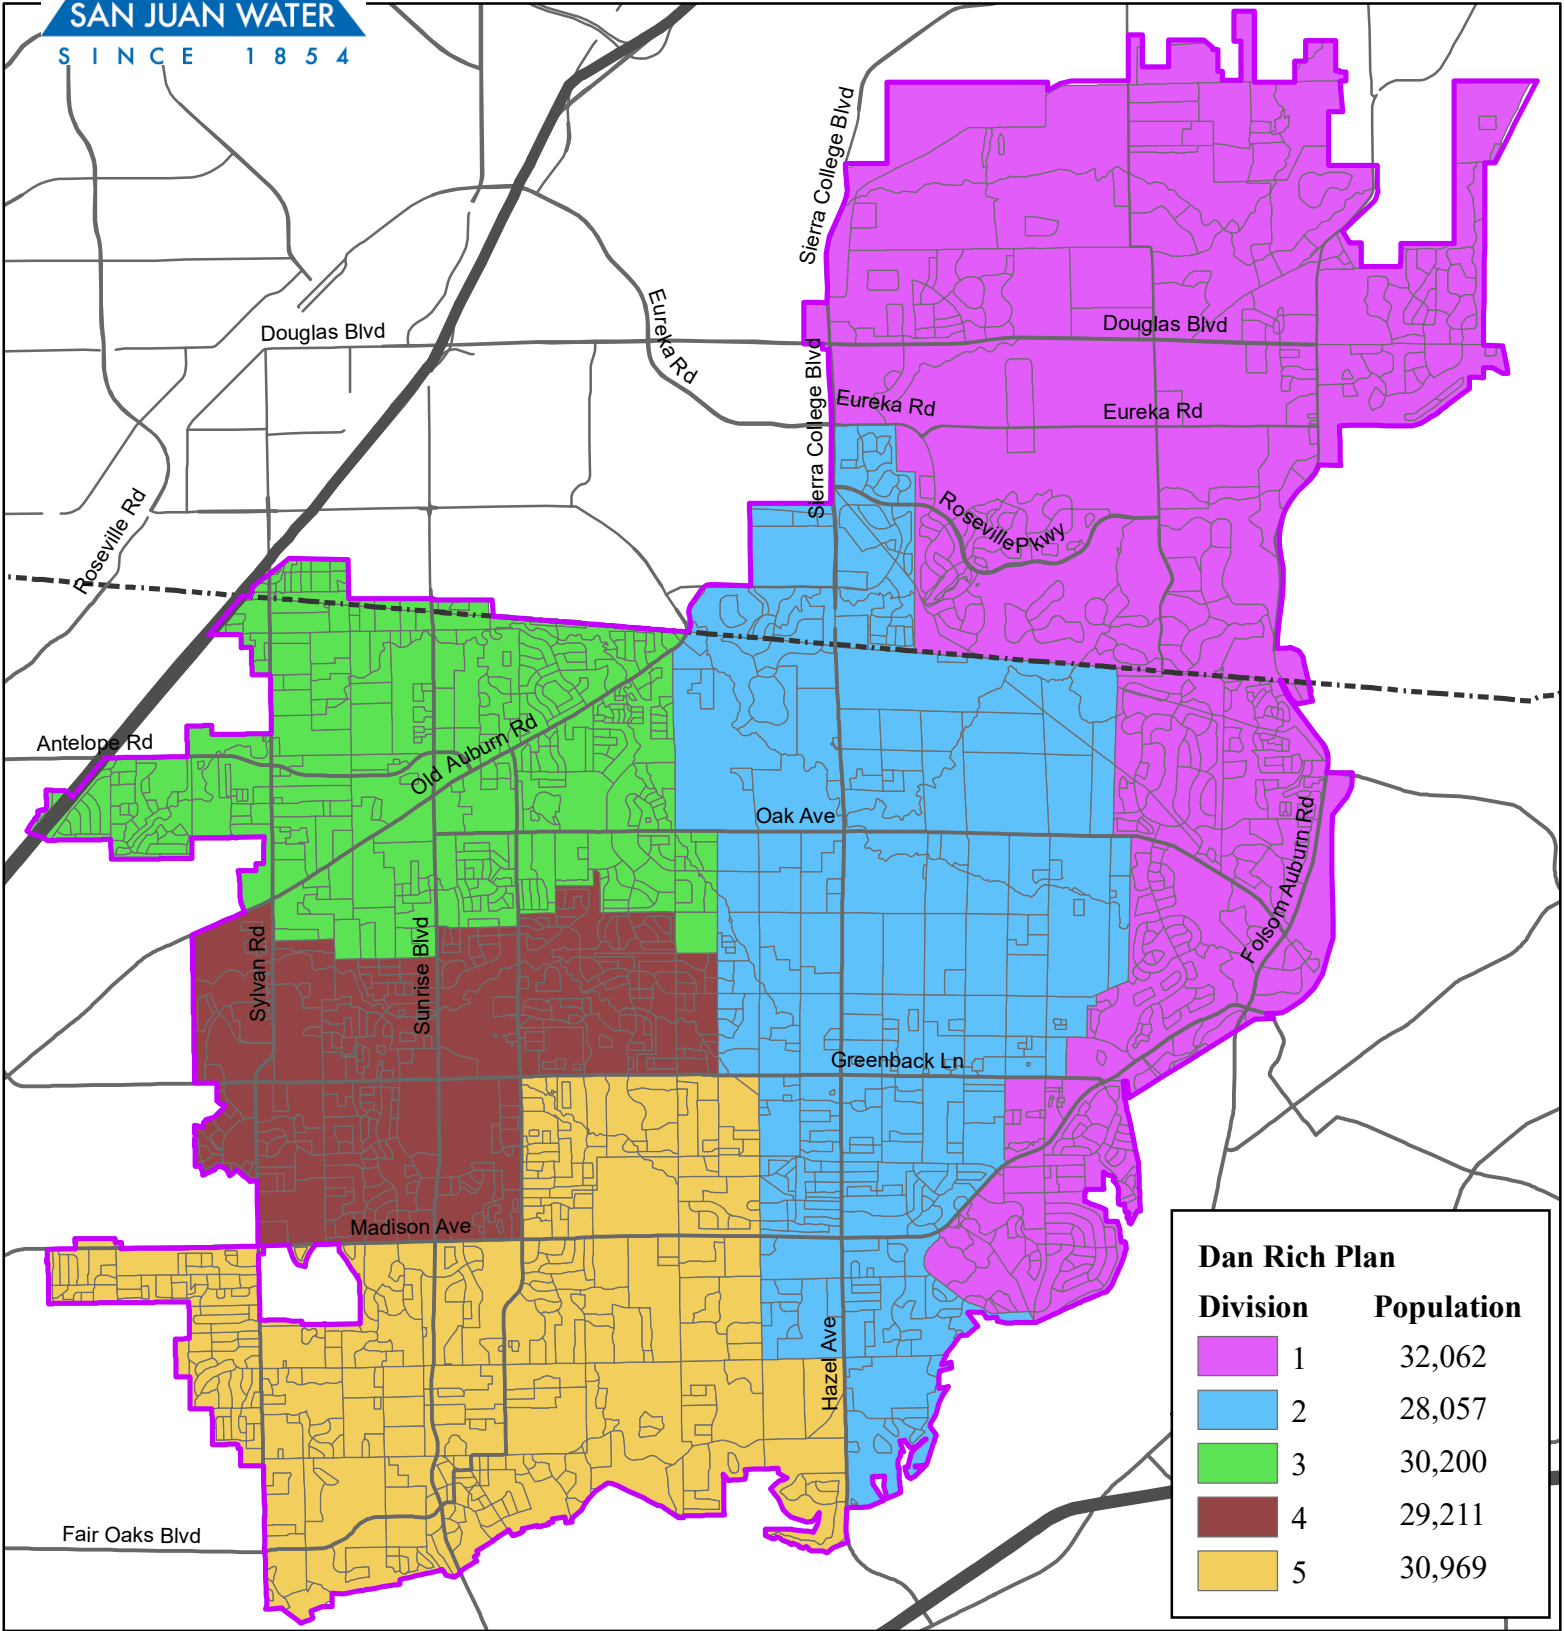 SAN JUAN WATER
SINCE 1854
Sierra College Blvd
Eureka Rd
Douglas Blvd
Douglas Blvd
Sierra College Blvd
Eureka Rd
Eureka Rd
Roseville Rd
Roseville Pkwy
Antelope Rd
Old Auburn Rd
Oak Ave
Folsom Auburn Rd
Sylvan Rd
Sunrise Blvd
Greenback Ln
Madison Ave
Hazel Ave
Fair Oaks Blvd
Dan Rich Plan
Division Population
1 32,062
2 28,057
3 30,200
4 29,211
5 30,969